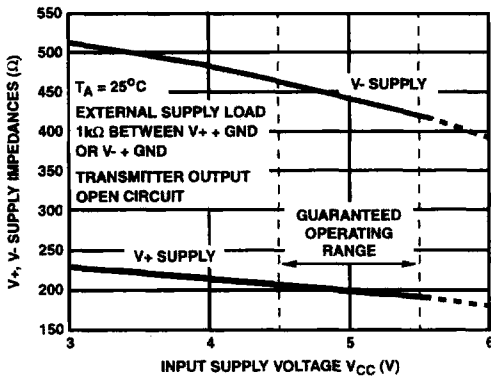 V+, V- SUPPLY IMPEDANCES (Ω)
550
500
450
400
350
300
250
200
150
TA = 25°C
EXTERNAL SUPPLY LOAD
1kΩ BETWEEN V+ + GND
OR V- + GND
TRANSMITTER OUTPUT
OPEN CIRCUIT
V- SUPPLY
GUARANTEED
OPERATING
RANGE
V+ SUPPLY
3
4
5
6
INPUT SUPPLY VOLTAGE VCC (V)